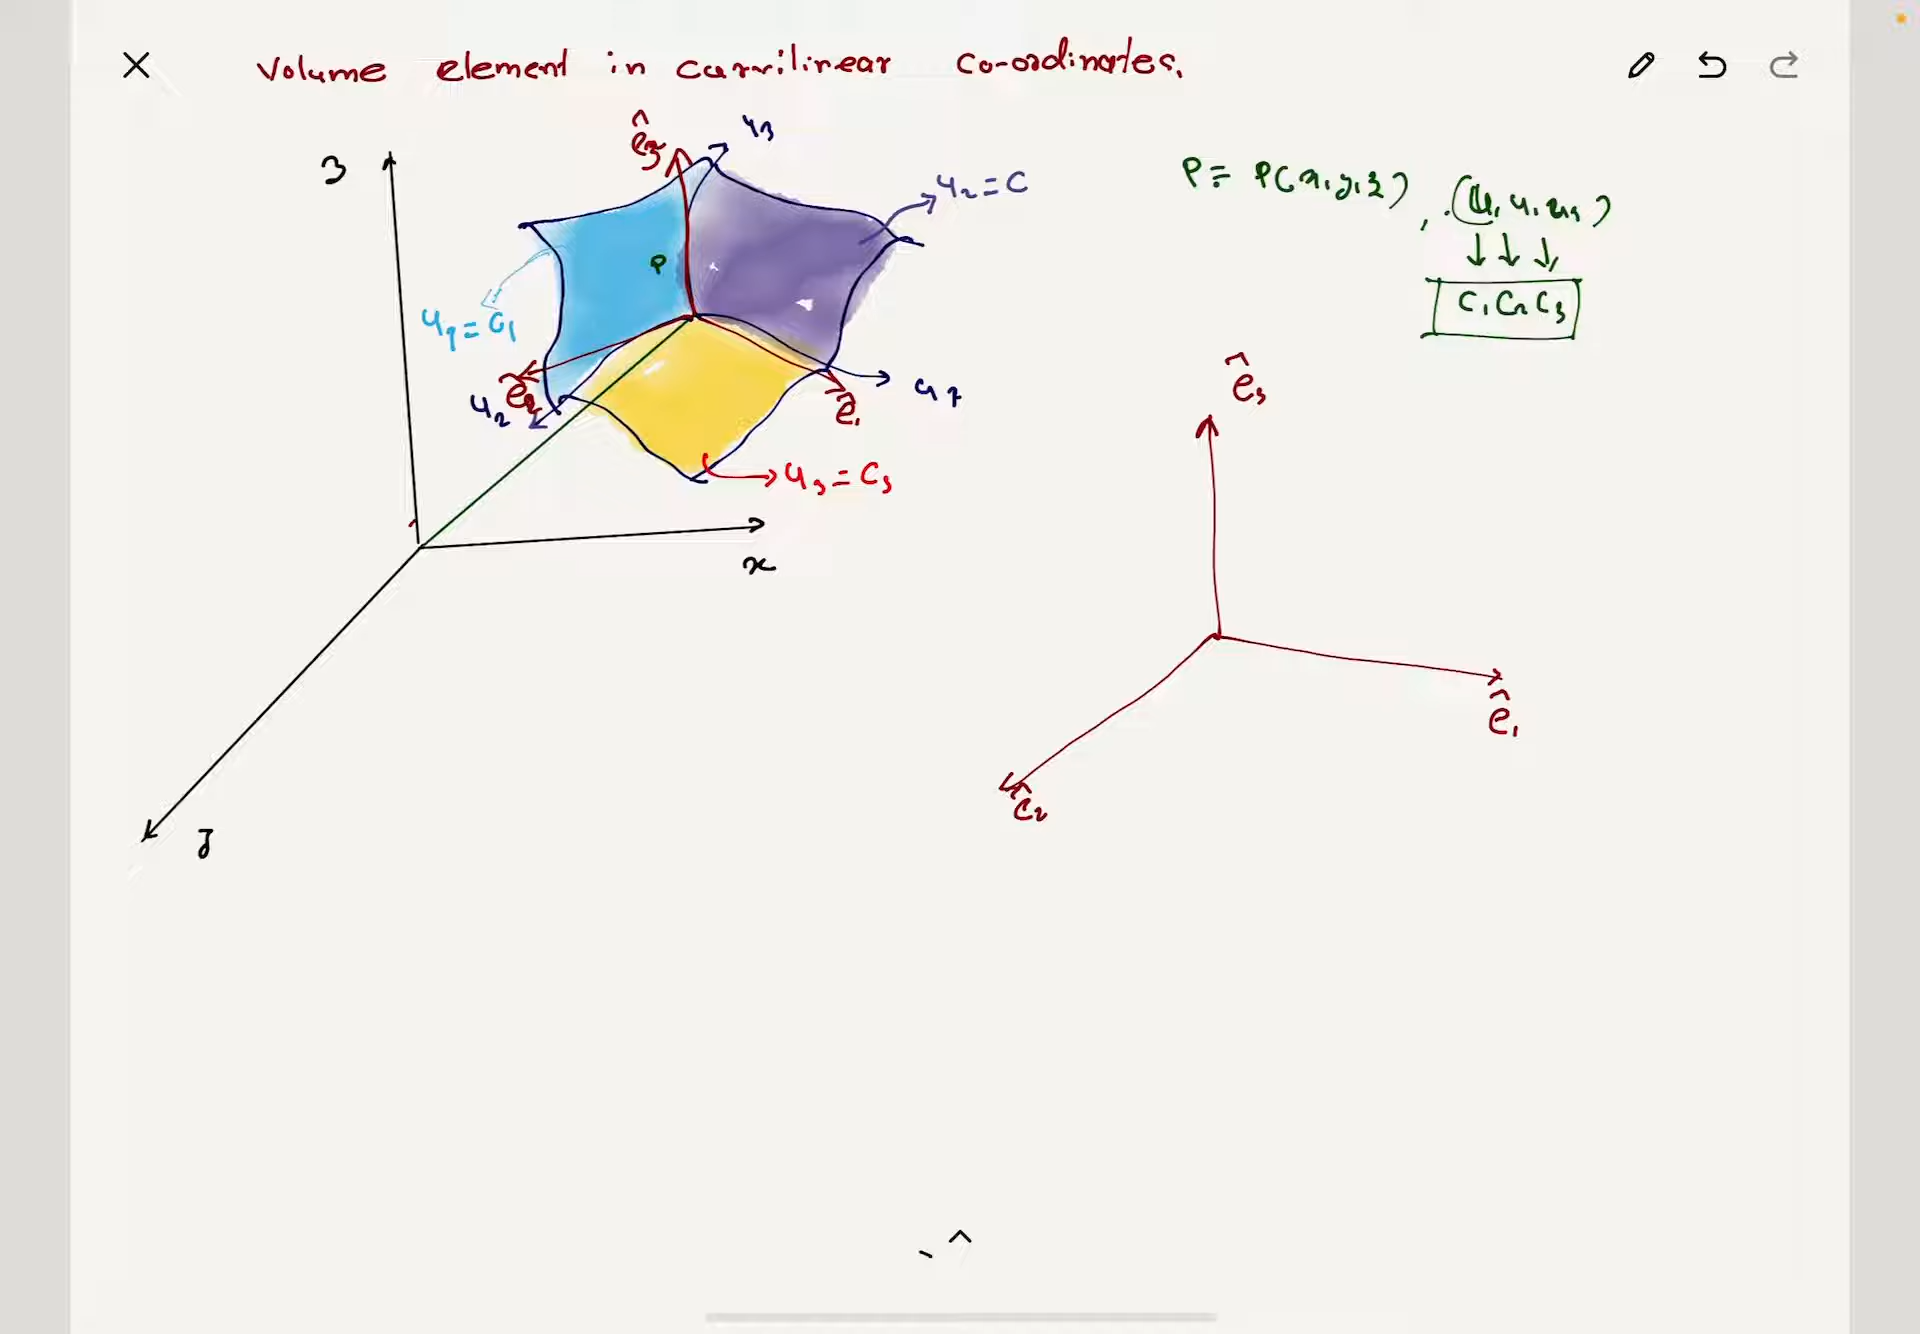 Volume element in curvilinear co-ordinates.
ê₃
u₃
z
u₂ = C
P = P(x, y, z) , (u₁ u₂ u₃)
↓ ↓ ↓
C₁ C₂ C₃
P
u₁ = C₁
ê₂
u₂
u₁
ê₁
u₃ = C₃
x
y
ê₃
ê₁
ê₂